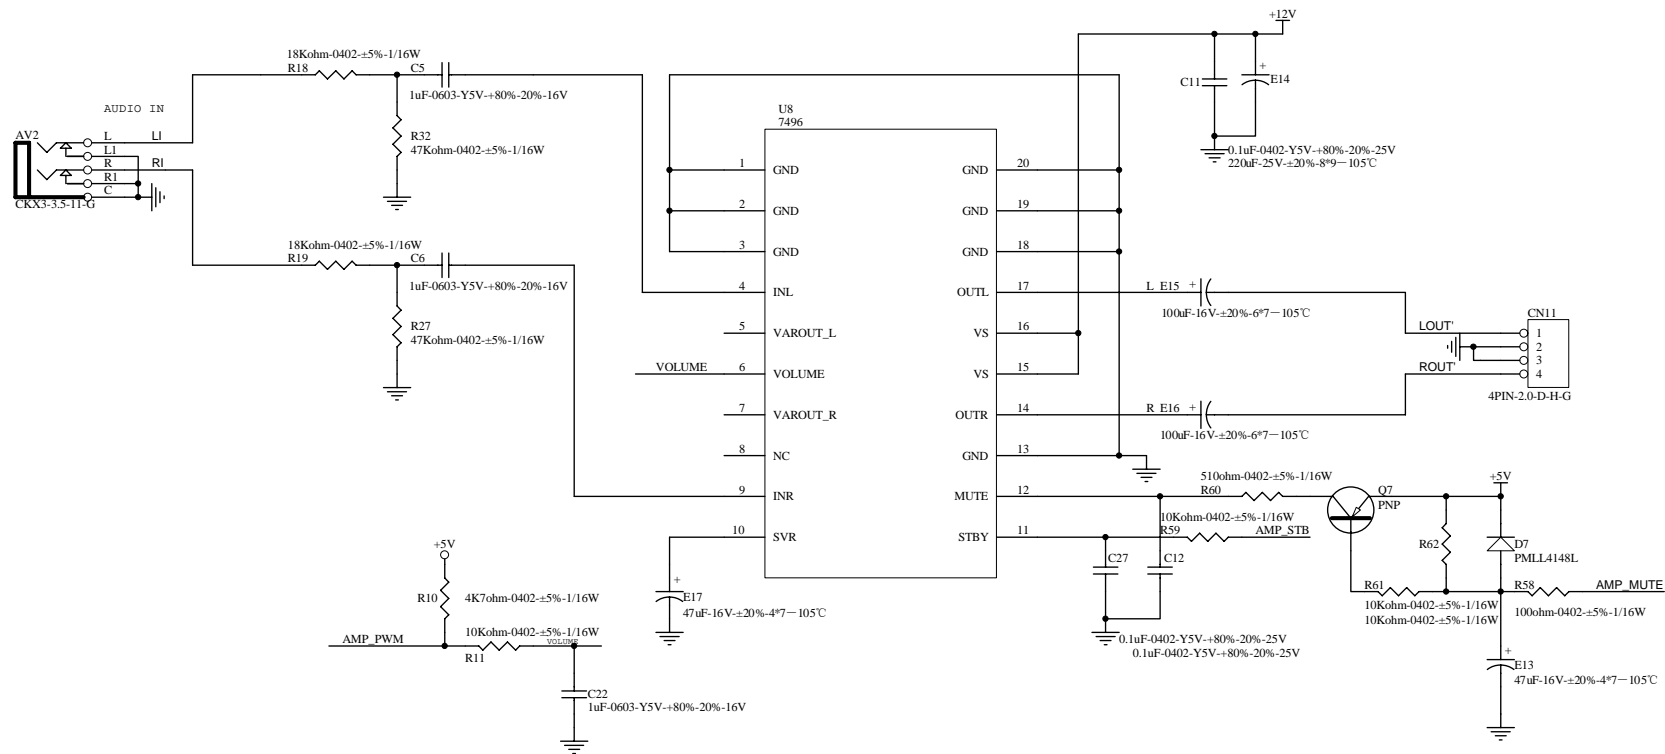 +12V
18Kohm-0402-±5%-1/16W
R18
C5
1uF-0603-Y5V-+80%-20%-16V
C11
+
E14
AUDIO IN
AV2
L
LI
L1
R
RI
R1
C
CKX3-3.5-11-G
R32
47Kohm-0402-±5%-1/16W
U8
7496
0.1uF-0402-Y5V-+80%-20%-25V
220uF-25V-±20%-8*9-105℃
1
GND
20
GND
2
GND
19
GND
3
GND
18
GND
18Kohm-0402-±5%-1/16W
R19
C6
1uF-0603-Y5V-+80%-20%-16V
4
INL
17
OUTL
L
E15
+
100uF-16V-±20%-6*7-105℃
R27
47Kohm-0402-±5%-1/16W
5
VAROUT_L
16
VS
CN11
LOUT'
1
2
3
4
ROUT'
4PIN-2.0-D-H-G
VOLUME
6
VOLUME
15
VS
7
VAROUT_R
14
OUTR
R
E16
+
100uF-16V-±20%-6*7-105℃
8
NC
13
GND
9
INR
12
MUTE
510ohm-0402-±5%-1/16W
R60
Q7
PNP
+5V
10
SVR
11
STBY
10Kohm-0402-±5%-1/16W
R59
AMP_STB
C27
C12
R62
D7
PMLL4148L
+5V
R10
4K7ohm-0402-±5%-1/16W
+
E17
47uF-16V-±20%-4*7-105℃
R61
10Kohm-0402-±5%-1/16W
10Kohm-0402-±5%-1/16W
R58
AMP_MUTE
100ohm-0402-±5%-1/16W
AMP_PWM
10Kohm-0402-±5%-1/16W
VOLUME
R11
0.1uF-0402-Y5V-+80%-20%-25V
0.1uF-0402-Y5V-+80%-20%-25V
+
E13
47uF-16V-±20%-4*7-105℃
C22
1uF-0603-Y5V-+80%-20%-16V